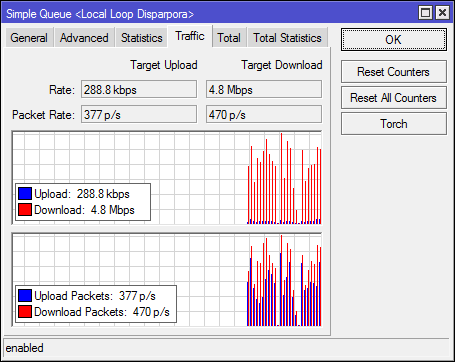 Simple Queue <Local Loop Disparpora>
General Advanced Statistics Traffic Total Total Statistics
Target Upload Target Download
Rate: 288.8 kbps 4.8 Mbps
Packet Rate: 377 p/s 470 p/s
Upload: 288.8 kbps
Download: 4.8 Mbps
Upload Packets: 377 p/s
Download Packets: 470 p/s
OK
Reset Counters
Reset All Counters
Torch
enabled